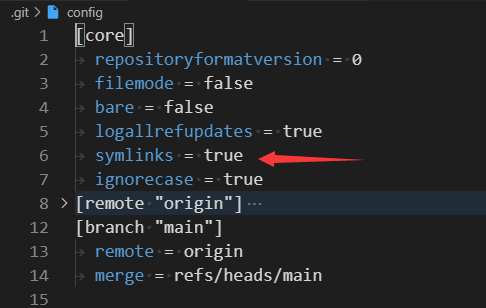 .git > config
1 [core]
2 repositoryformatversion = 0
3 filemode = false
4 bare = false
5 logallrefupdates = true
6 symlinks = true
7 ignorecase = true
8 [remote "origin"] ...
12 [branch "main"]
13 remote = origin
14 merge = refs/heads/main
15